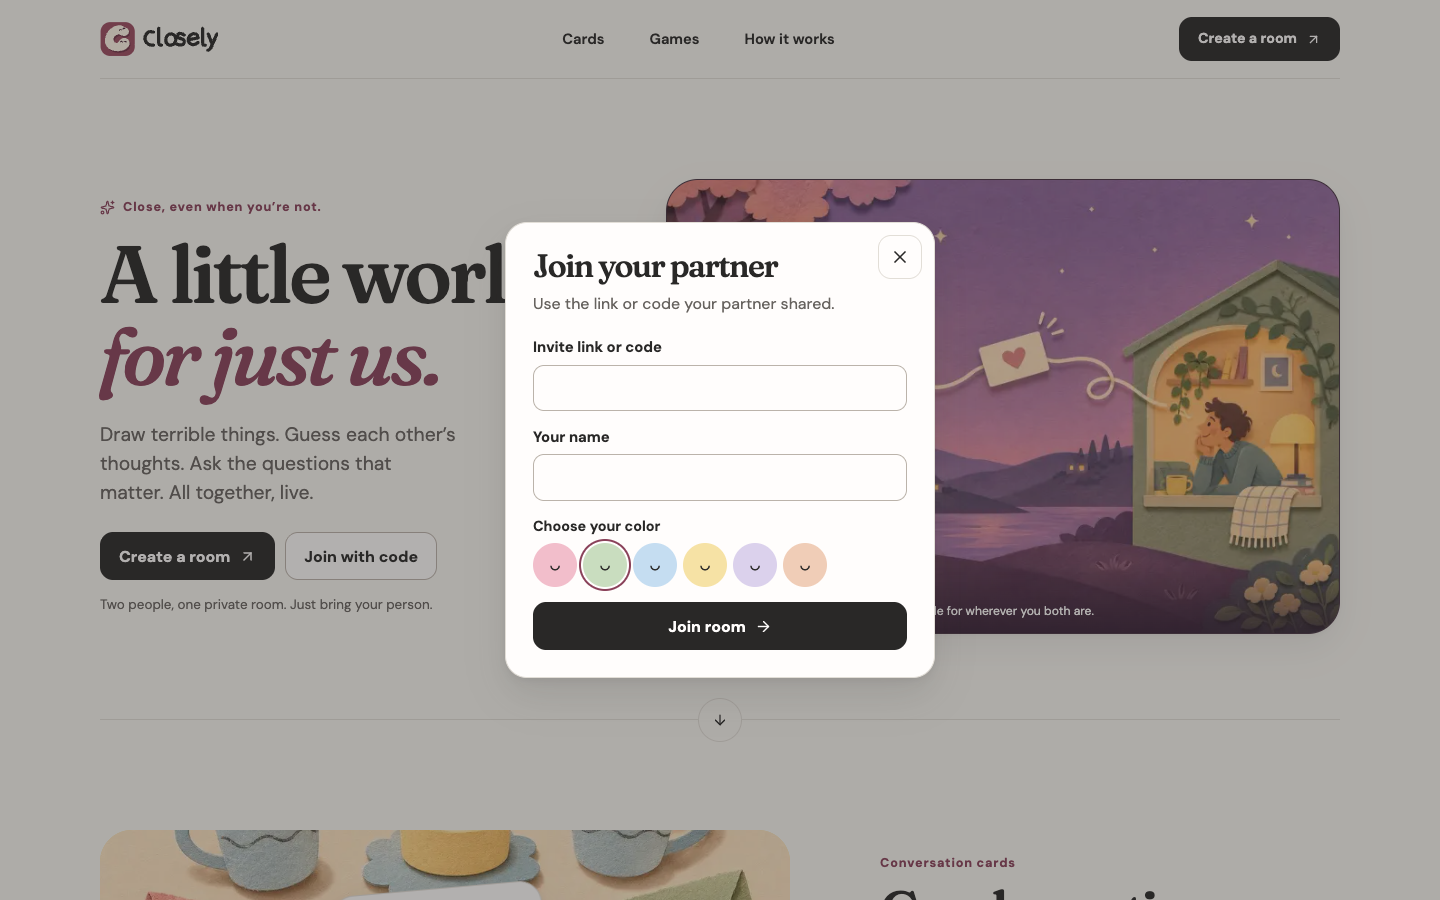 Closely
Cards
Games
How it works
Create a room
Close, even when you’re not.
A little worl
for just us.
Draw terrible things. Guess each other’s
thoughts. Ask the questions that
matter. All together, live.
Create a room
Join with code
Two people, one private room. Just bring your person.
Join your partner
Use the link or code your partner shared.
Invite link or code
Your name
Choose your color
Join room
for wherever you both are.
Conversation cards